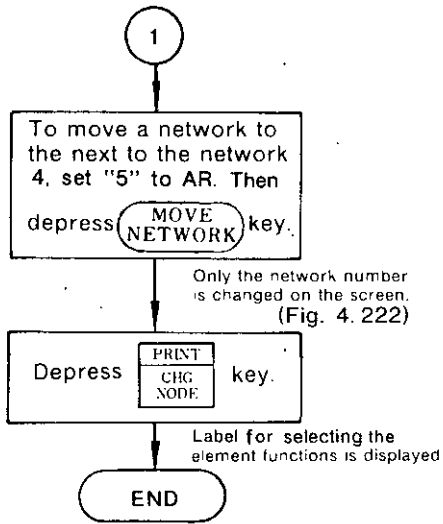 1
To move a network to
the next to the network
4, set "5" to AR. Then
depress MOVE NETWORK key.
Only the network number
is changed on the screen.
(Fig. 4. 222)
PRINT
Depress CHG NODE key.
Label for selecting the
element functions is displayed
END